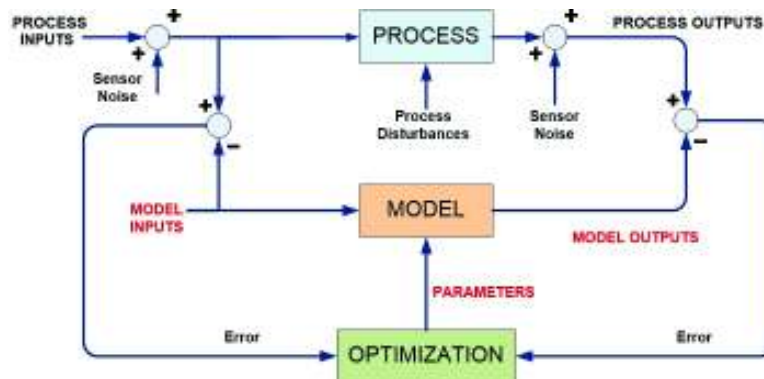 PROCESS
INPUTS
+
+
Sensor
Noise
PROCESS
Process
Disturbances
+
+
Sensor
Noise
PROCESS OUTPUTS
+
−
+
−
MODEL
INPUTS
MODEL
MODEL OUTPUTS
PARAMETERS
Error
OPTIMIZATION
Error